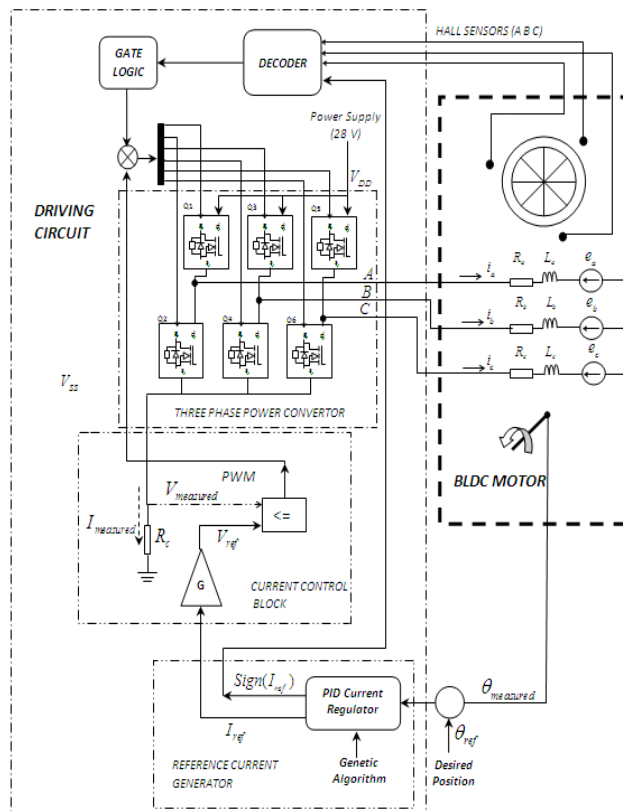 HALL SENSORS (A B C)
GATE
LOGIC
DECODER
Power Supply
(28 V)
V_DD
DRIVING
CIRCUIT
Q1
Q3
Q5
A
B
C
i_a
R_a
L_a
e_a
i_b
R_b
L_b
e_b
i_c
R_c
L_c
e_c
Q2
Q4
Q6
V_SS
THREE PHASE POWER CONVERTOR
BLDC MOTOR
PWM
V_measured
<=
I_measured
R_c
V_ref
G
CURRENT CONTROL
BLOCK
Sign(I_ref)
PID Current
Regulator
θ_measured
I_ref
θ_ref
REFERENCE CURRENT
GENERATOR
Genetic
Algorithm
Desired
Position